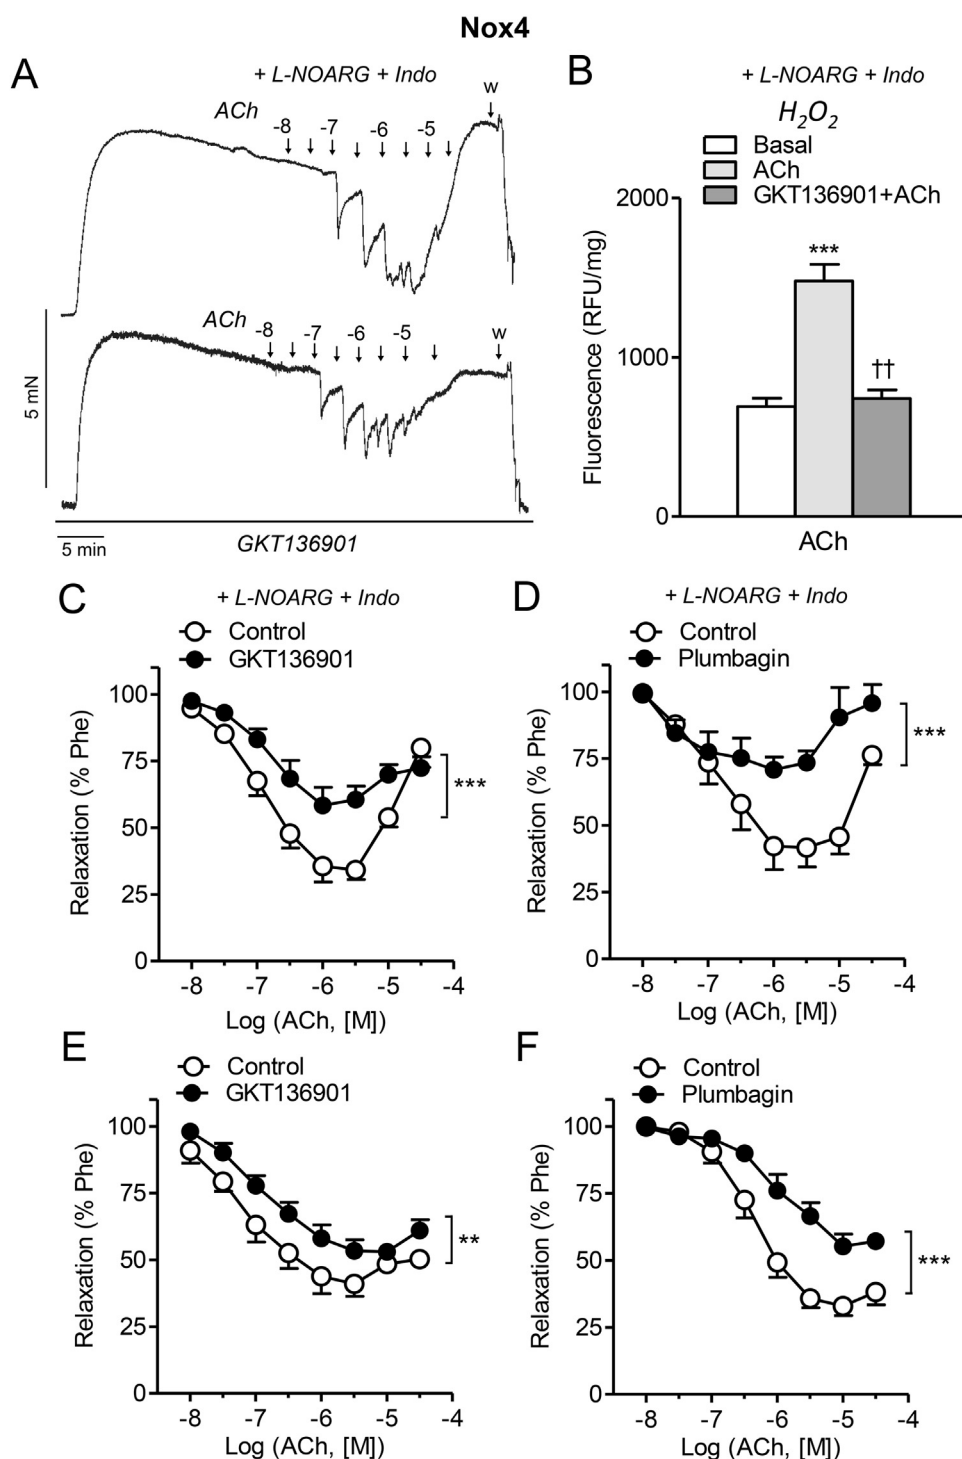 Nox4
A
+ L-NOARG + Indo
w
ACh
-8 -7 -6 -5
ACh
-8 -7 -6 -5
w
5 mN
5 min
GKT136901
B
+ L-NOARG + Indo
H₂O₂
Basal
ACh
GKT136901+ACh
2000
1000
0
Fluorescence (RFU/mg)
***
††
ACh
C
+ L-NOARG + Indo
Control
GKT136901
100
75
50
25
0
Relaxation (% Phe)
***
-8 -7 -6 -5 -4
Log (ACh, [M])
D
+ L-NOARG + Indo
Control
Plumbagin
100
75
50
25
0
Relaxation (% Phe)
***
-8 -7 -6 -5 -4
Log (ACh, [M])
E
Control
GKT136901
100
75
50
25
0
Relaxation (% Phe)
**
-8 -7 -6 -5 -4
Log (ACh, [M])
F
Control
Plumbagin
100
75
50
25
0
Relaxation (% Phe)
***
-8 -7 -6 -5 -4
Log (ACh, [M])